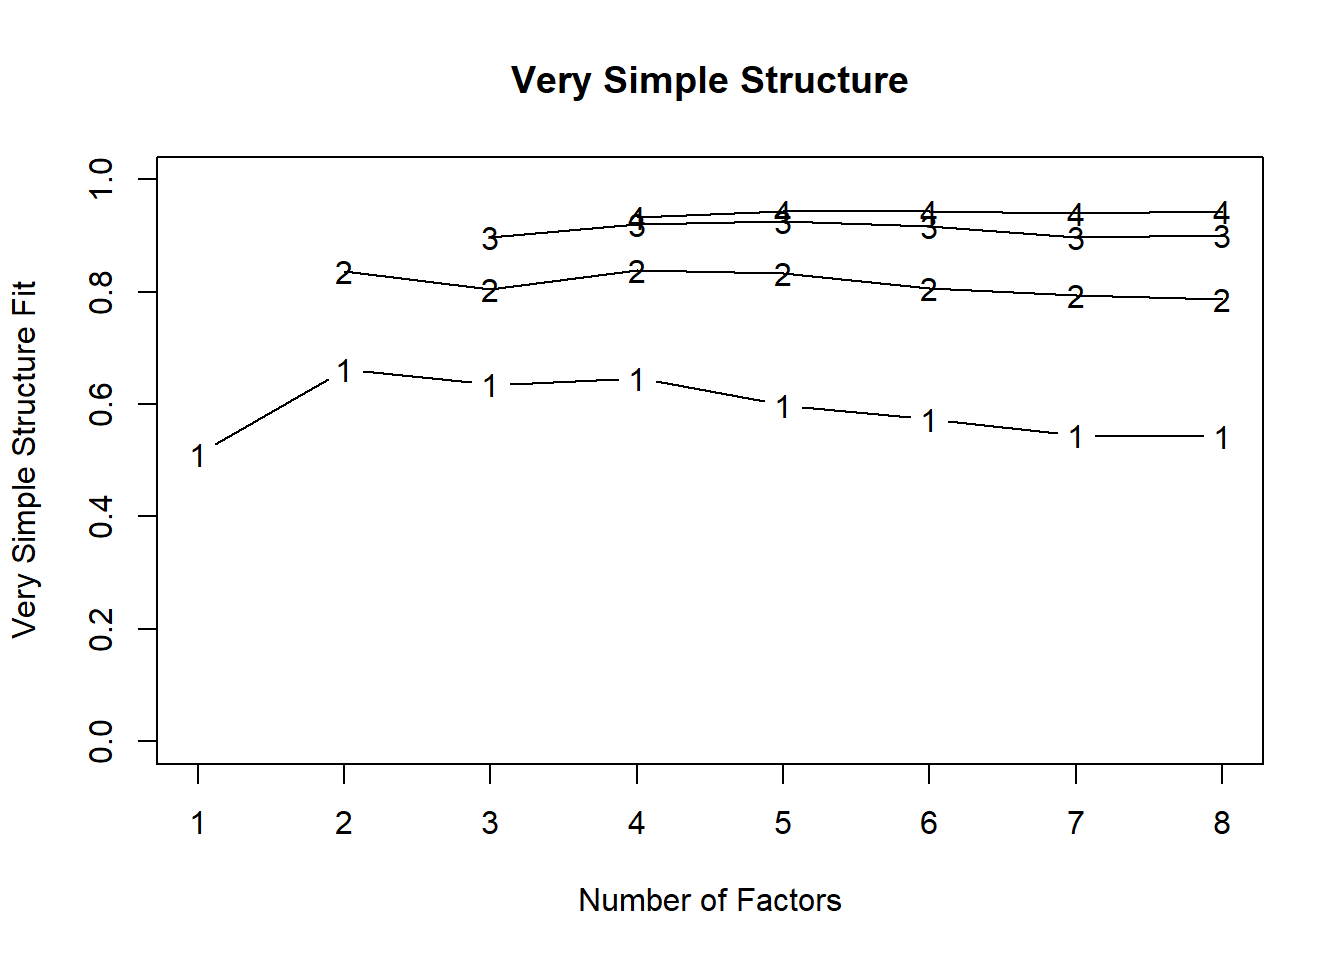 Very Simple Structure
Very Simple Structure Fit
1.0
0.8
0.6
0.4
0.2
0.0
4 4 4 4 4
3 3 3 3 3 3
2 2 2 2 2 2 2
1 1 1 1 1 1 1 1
1 2 3 4 5 6 7 8
Number of Factors